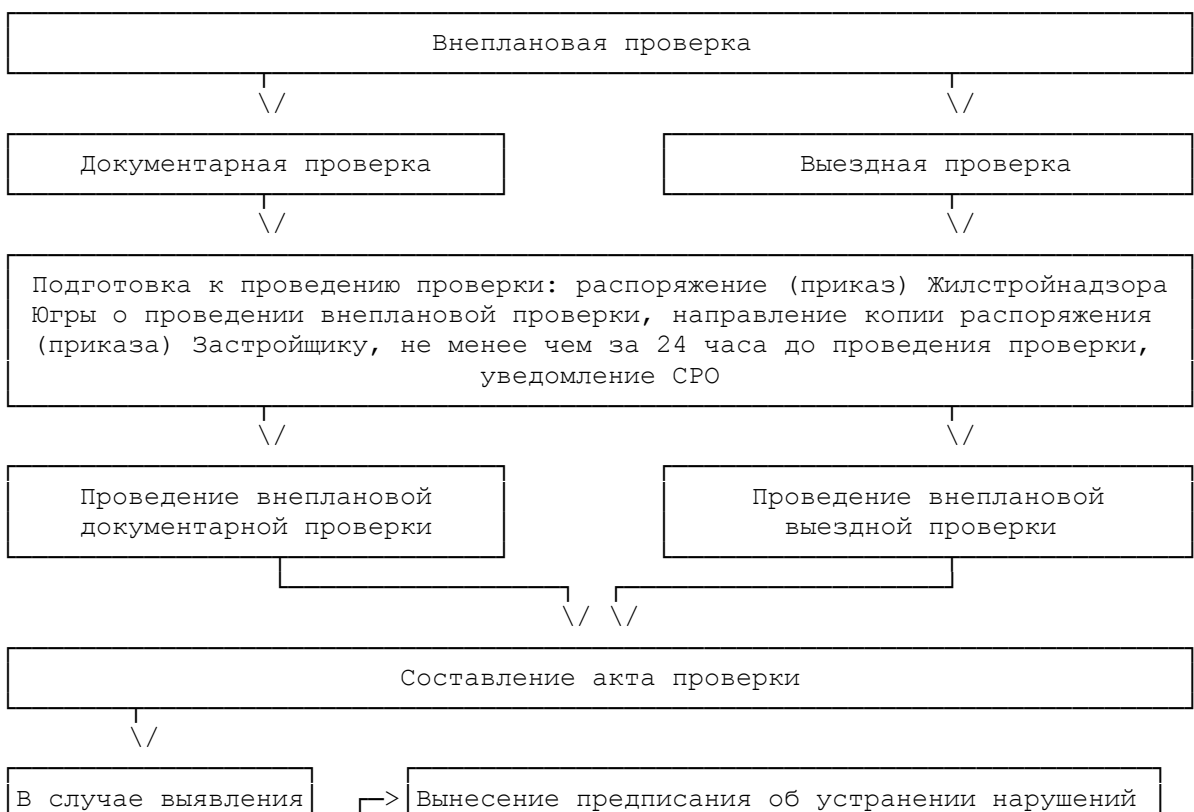 Внеплановая проверка
Документарная проверка
Выездная проверка
Подготовка к проведению проверки: распоряжение (приказ) Жилстройнадзора
Югры о проведении внеплановой проверки, направление копии распоряжения
(приказа) Застройщику, не менее чем за 24 часа до проведения проверки,
уведомление СРО
Проведение внеплановой
документарной проверки
Проведение внеплановой
выездной проверки
Составление акта проверки
В случае выявления
Вынесение предписания об устранении нарушений